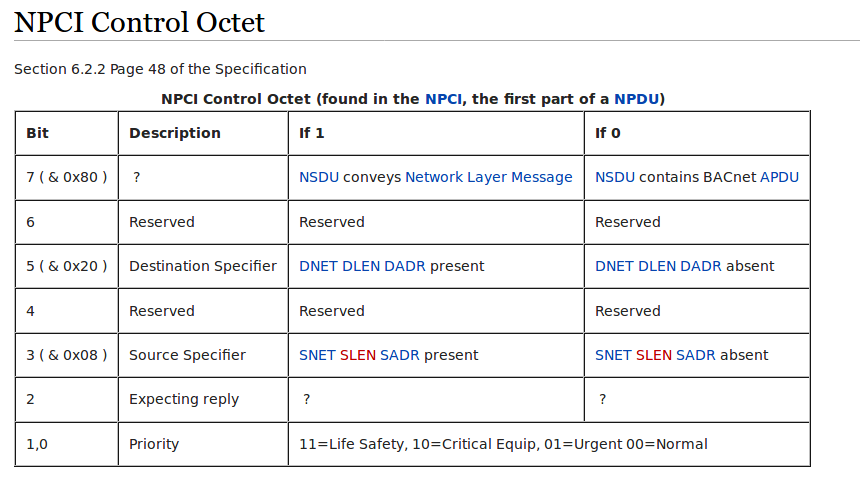 NPCI Control Octet
Section 6.2.2 Page 48 of the Specification
NPCI Control Octet (found in the NPCI, the first part of a NPDU)
Bit Description If 1 If 0
7 ( & 0x80 ) ? NSDU conveys Network Layer Message NSDU contains BACnet APDU
6 Reserved Reserved Reserved
5 ( & 0x20 ) Destination Specifier DNET DLEN DADR present DNET DLEN DADR absent
4 Reserved Reserved Reserved
3 ( & 0x08 ) Source Specifier SNET SLEN SADR present SNET SLEN SADR absent
2 Expecting reply ? ?
1,0 Priority 11=Life Safety, 10=Critical Equip, 01=Urgent 00=Normal